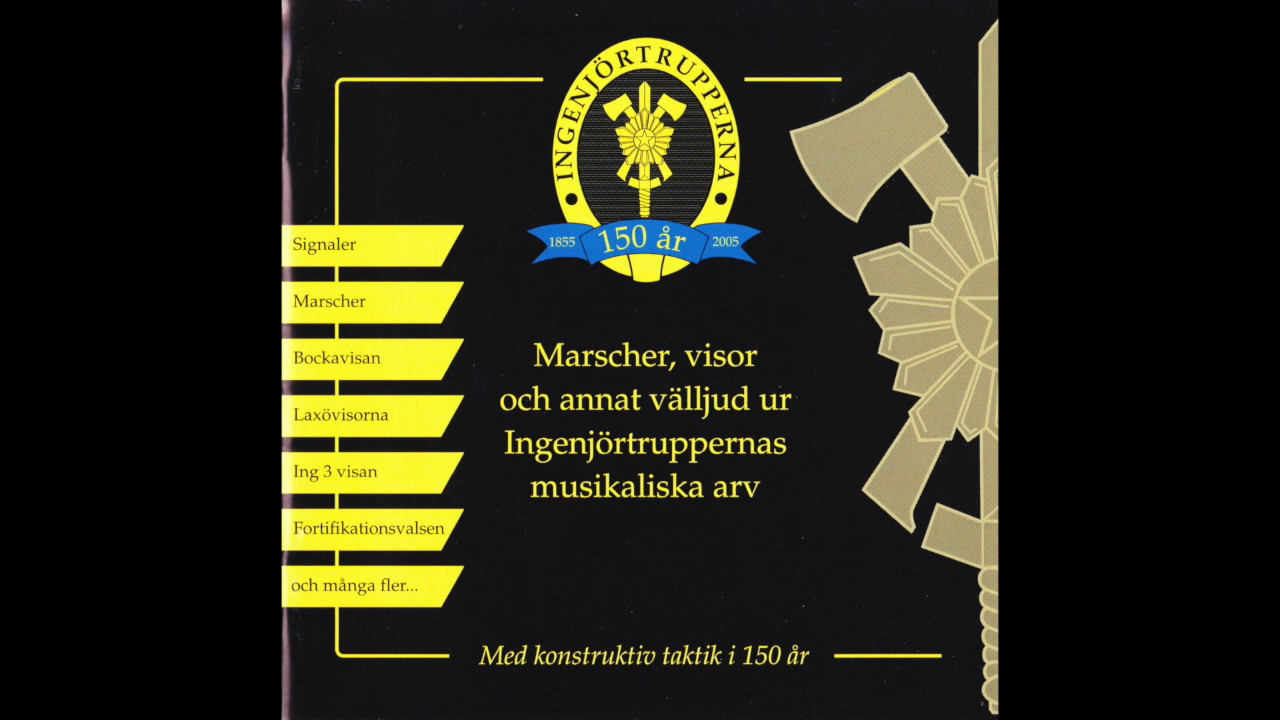 INGENJÖRTRUPPERNA
1855 150 år 2005
Signaler
Marscher
Bockavisan
Laxövisorna
Ing 3 visan
Fortifikationsvalsen
och många fler...
Marscher, visor
och annat välljud ur
Ingenjörtruppernas
musikaliska arv
Med konstruktiv taktik i 150 år